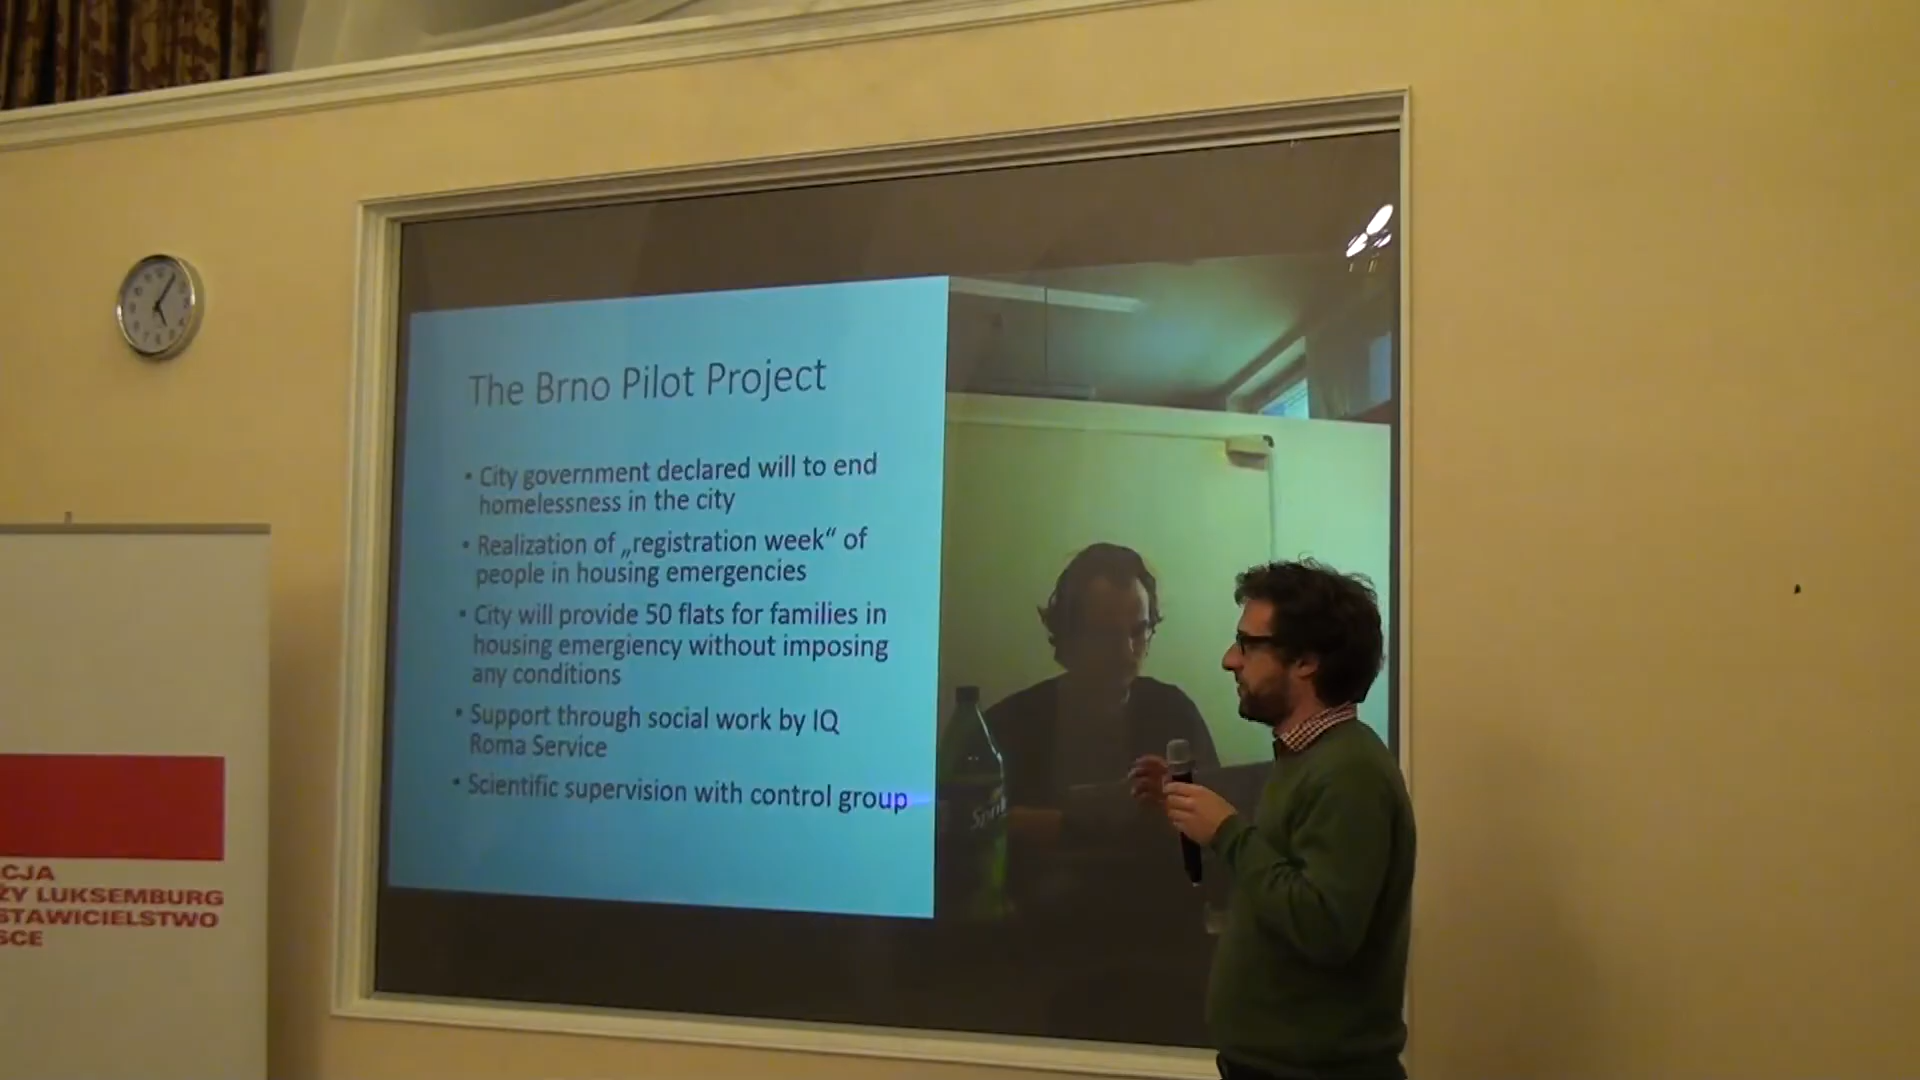 The Brno Pilot Project
• City government declared will to end
homelessness in the city
• Realization of „registration week“ of
people in housing emergencies
• City will provide 50 flats for families in
housing emergiency without imposing
any conditions
• Support through social work by IQ
Roma Service
• Scientific supervision with control group
CJA
ŻY LUKSEMBURG
STAWICIELSTWO
SCE